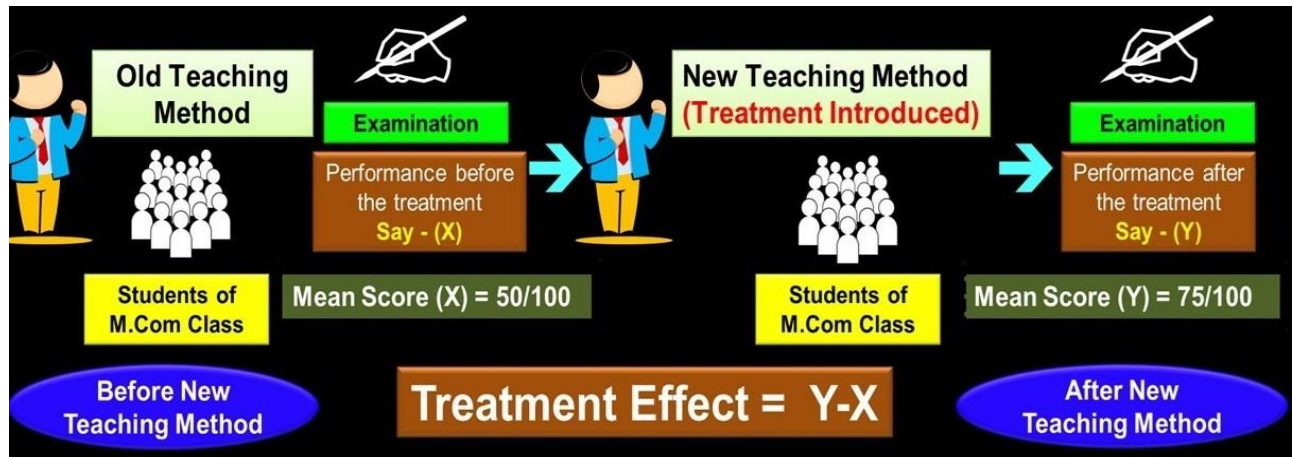 Old Teaching
Method
Examination
Performance before
the treatment
Say - (X)
Students of
M.Com Class
Mean Score (X) = 50/100
New Teaching Method
(Treatment Introduced)
Examination
Performance after
the treatment
Say - (Y)
Students of
M.Com Class
Mean Score (Y) = 75/100
Before New
Teaching Method
Treatment Effect = Y-X
After New
Teaching Method